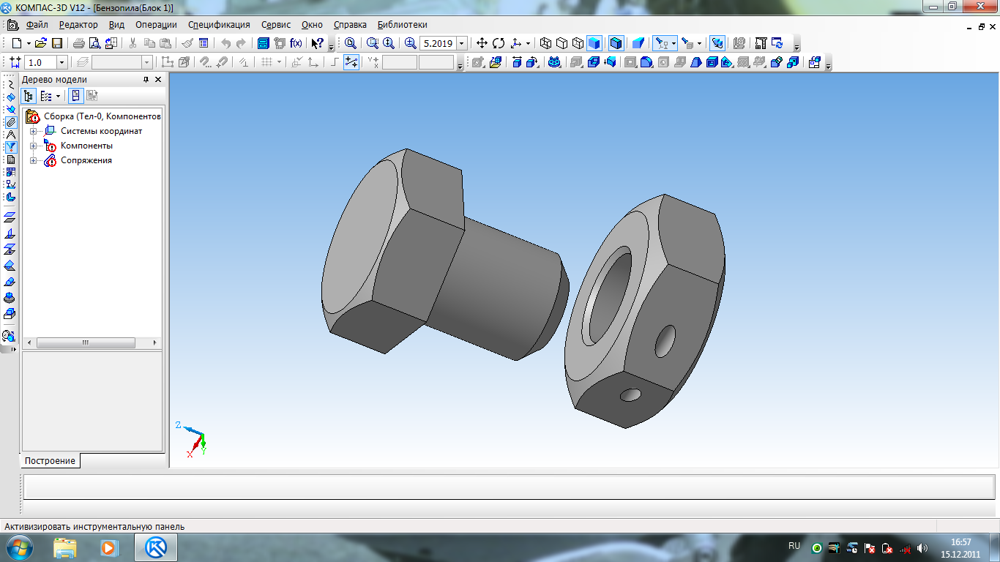 КОМПАС-3D V12 - [Бензопила(Блок 1)]
Файл Редактор Вид Операции Спецификация Сервис Окно Справка Библиотеки
5.2019
f(x)
1.0
Дерево модели
Сборка (Тел-0, Компонентов
Системы координат
Компоненты
Сопряжения
Z
X
Y
Построение
Активизировать инструментальную панель
RU
16:57
15.12.2011